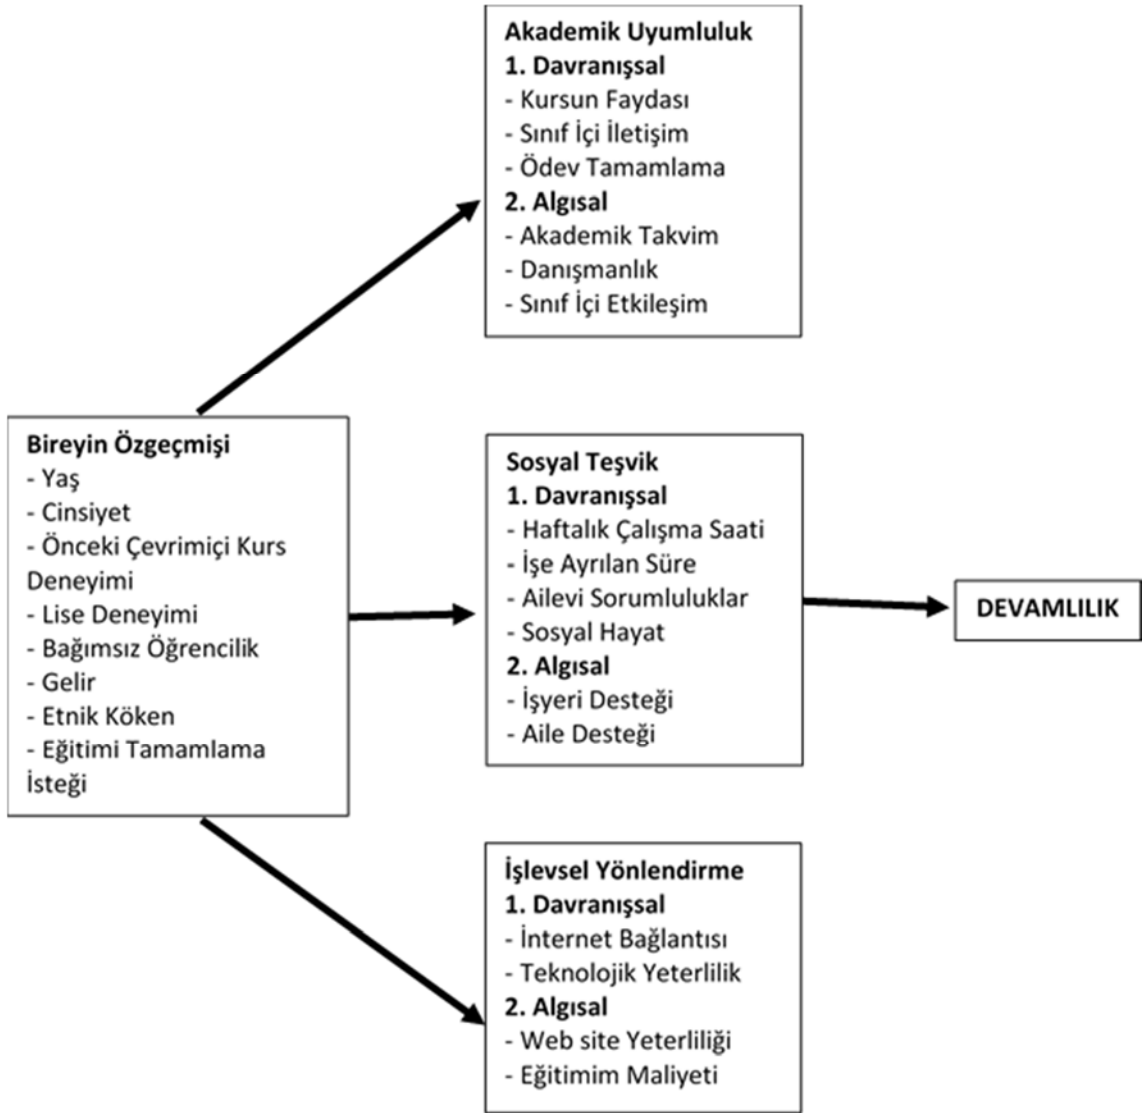 Akademik Uyumluluk
1. Davranışsal
- Kursun Faydası
- Sınıf İçi İletişim
- Ödev Tamamlama
2. Algısal
- Akademik Takvim
- Danışmanlık
- Sınıf İçi Etkileşim
Bireyin Özgeçmişi
- Yaş
- Cinsiyet
- Önceki Çevrimiçi Kurs
Deneyimi
- Lise Deneyimi
- Bağımsız Öğrencilik
- Gelir
- Etnik Köken
- Eğitimi Tamamlama
İsteği
Sosyal Teşvik
1. Davranışsal
- Haftalık Çalışma Saati
- İşe Ayrılan Süre
- Ailevi Sorumluluklar
- Sosyal Hayat
2. Algısal
- İşyeri Desteği
- Aile Desteği
DEVAMLILIK
İşlevsel Yönlendirme
1. Davranışsal
- İnternet Bağlantısı
- Teknolojik Yeterlilik
2. Algısal
- Web site Yeterliliği
- Eğitimim Maliyeti